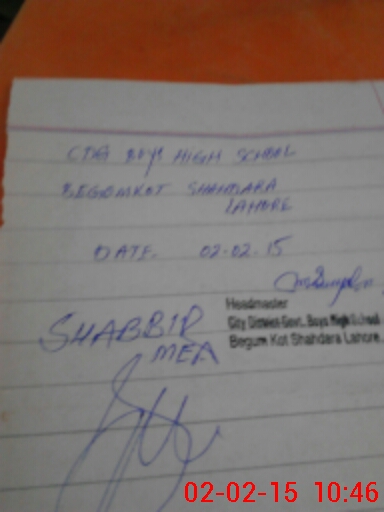 CDG BOYS HIGH SCHOOL
BEGOMKOT SHAHDARA
LAHORE
DATE. 02-02-15
Headmaster
City District Govt. Boys High School
Begum Kot Shahdara Lahore.
SHABBIR
MEA
02-02-15 10:46